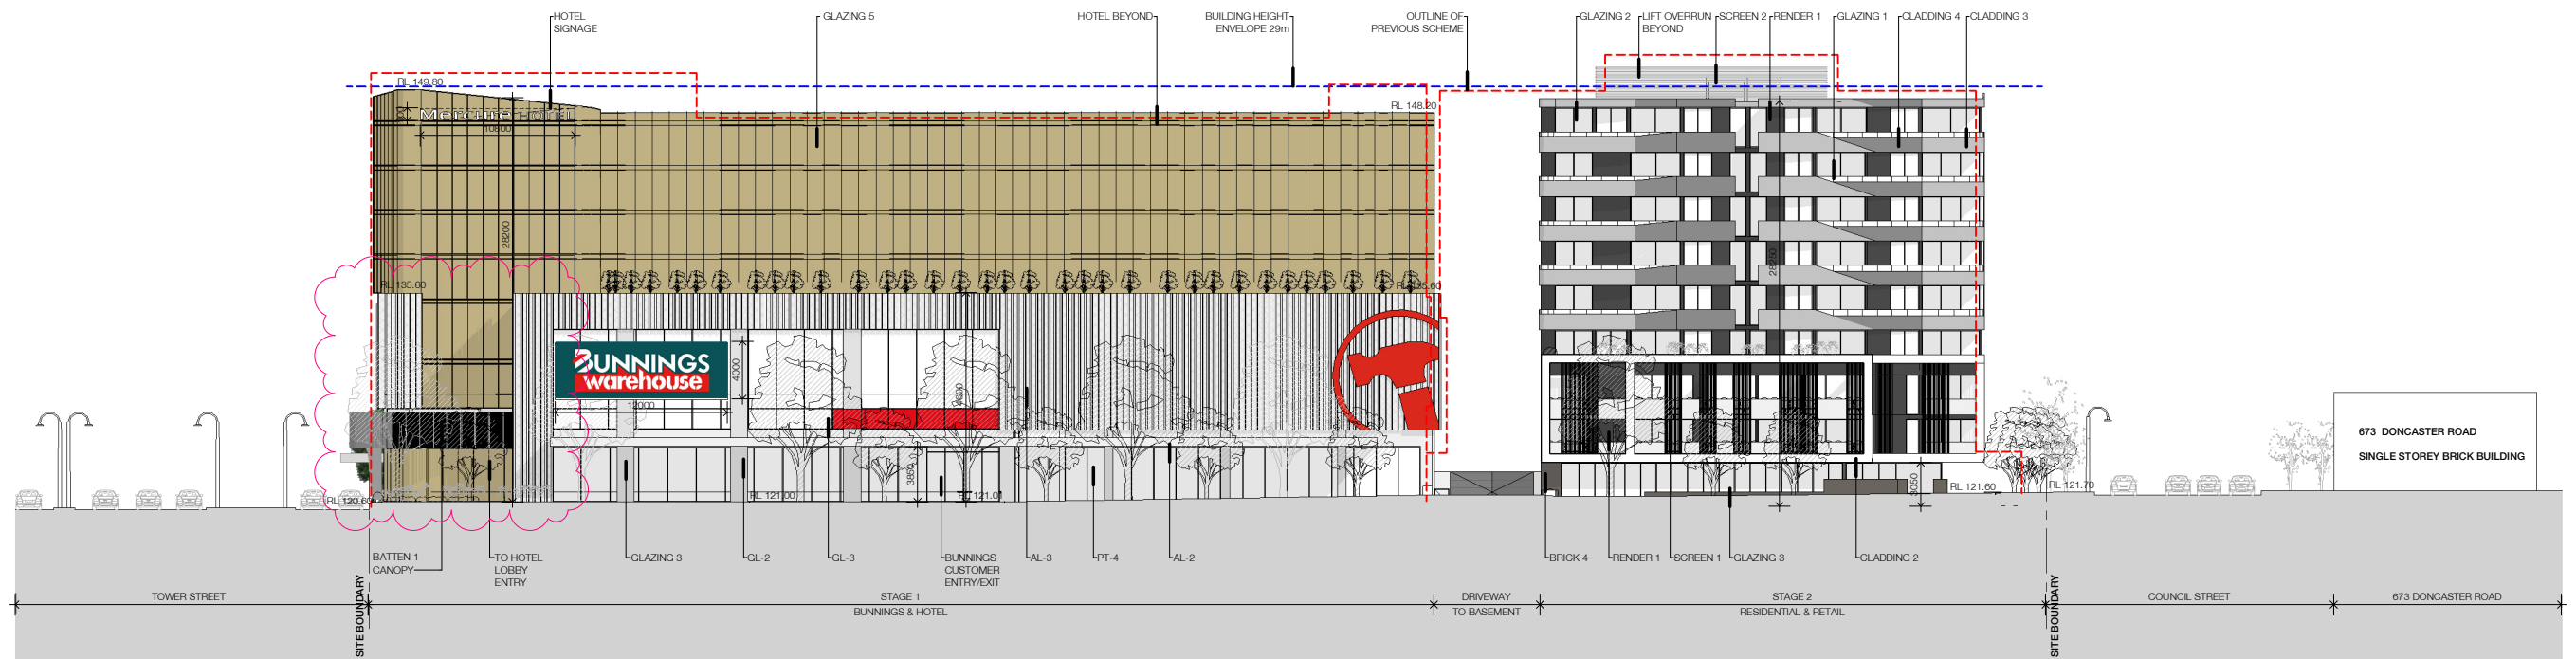 HOTEL
SIGNAGE
GLAZING 5
HOTEL BEYOND
BUILDING HEIGHT
ENVELOPE 29m
OUTLINE OF
PREVIOUS SCHEME
GLAZING 2
LIFT OVERRUN
BEYOND
SCREEN 2
RENDER 1
GLAZING 1
CLADDING 4
CLADDING 3
RL 149.80
RL 148.20
Mercure HOTEL
10800
28200
28250
RL 135.60
RL 135.60
BUNNINGS
warehouse
4000
12000
3850
3050
RL 120.60
RL 121.00
RL 121.01
RL 121.60
RL 121.70
673 DONCASTER ROAD
SINGLE STOREY BRICK BUILDING
BATTEN 1
CANOPY
TO HOTEL
LOBBY
ENTRY
GLAZING 3
GL-2
GL-3
BUNNINGS
CUSTOMER
ENTRY/EXIT
AL-3
PT-4
AL-2
BRICK 4
RENDER 1
SCREEN 1
GLAZING 3
CLADDING 2
SITE BOUNDARY
SITE BOUNDARY
TOWER STREET
STAGE 1
BUNNINGS & HOTEL
DRIVEWAY
TO BASEMENT
STAGE 2
RESIDENTIAL & RETAIL
COUNCIL STREET
673 DONCASTER ROAD